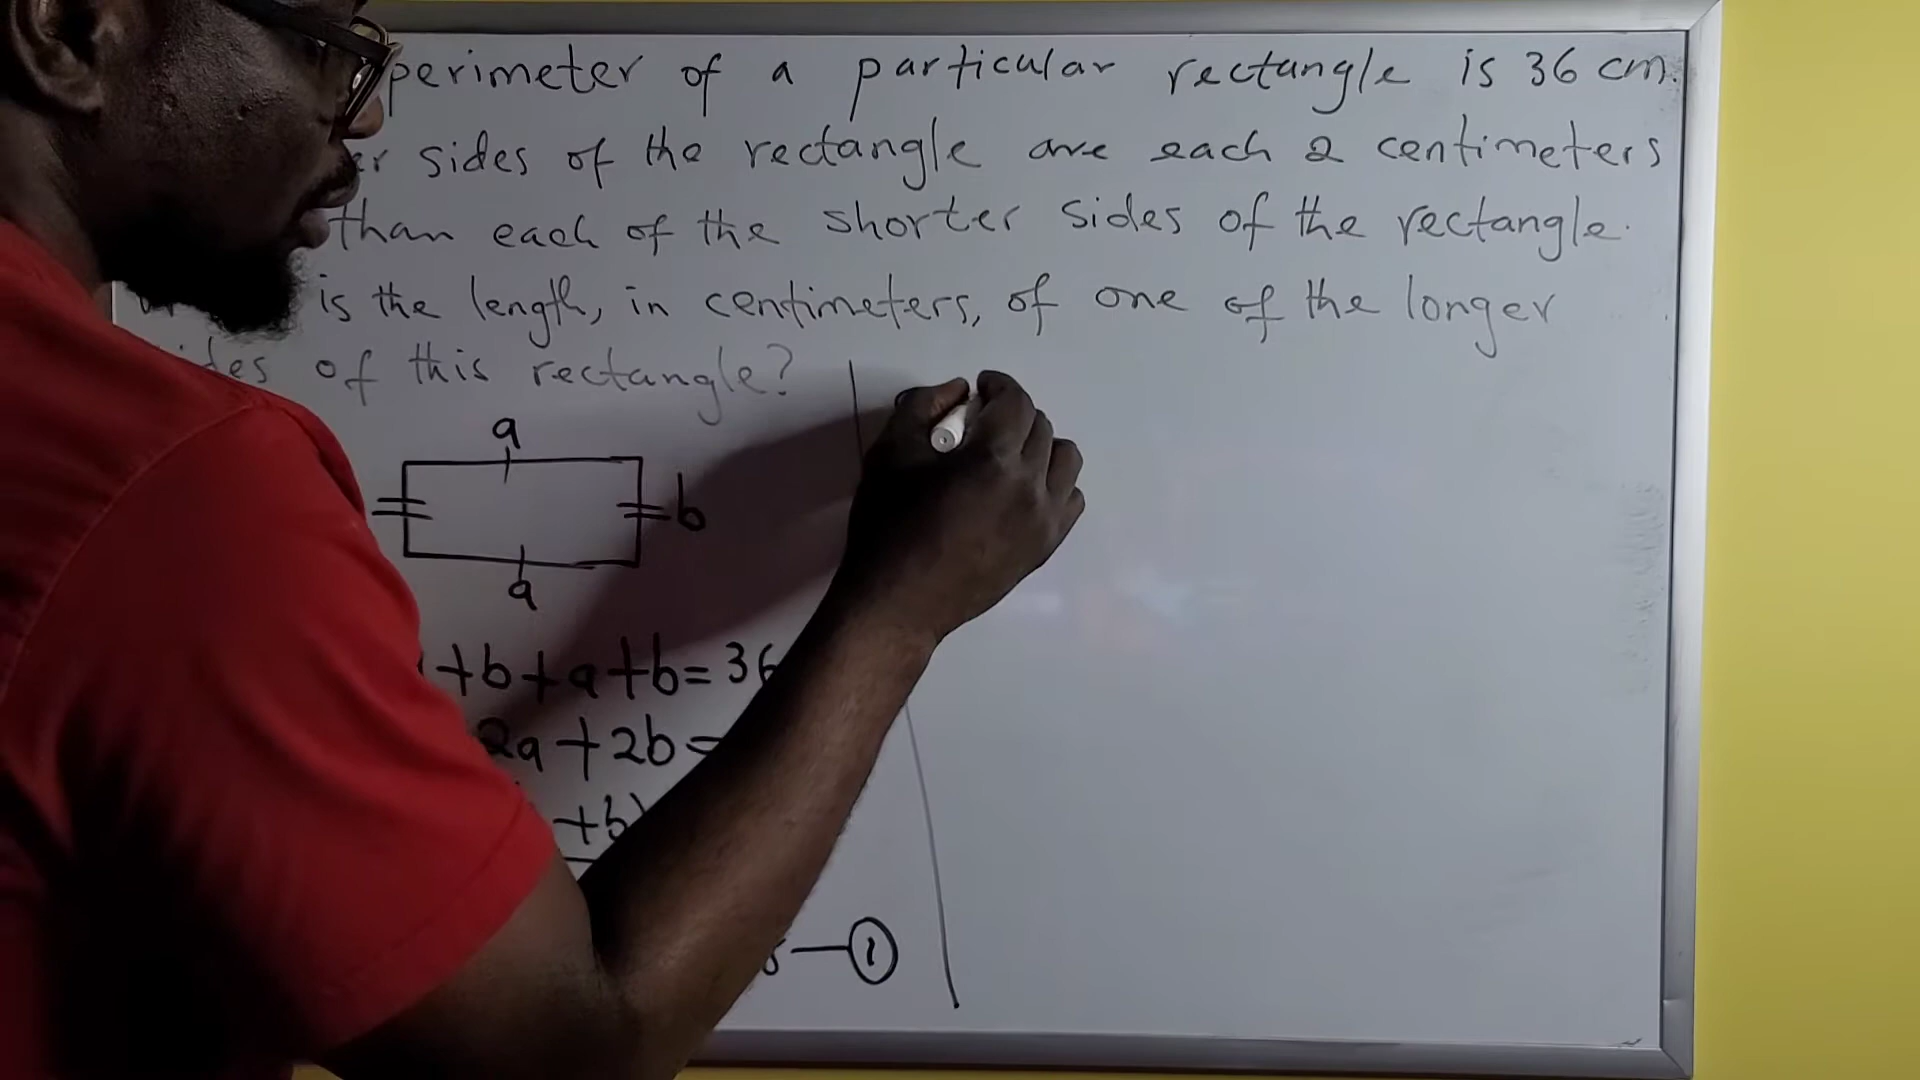 perimeter of a particular rectangle is 36 cm.
sides of the rectangle are each 2 centimeters
than each of the shorter sides of the rectangle.
is the length, in centimeters, of one of the longer
of this rectangle?
a
b
a
+b+a+b=36
2a+2b=
+b)
1